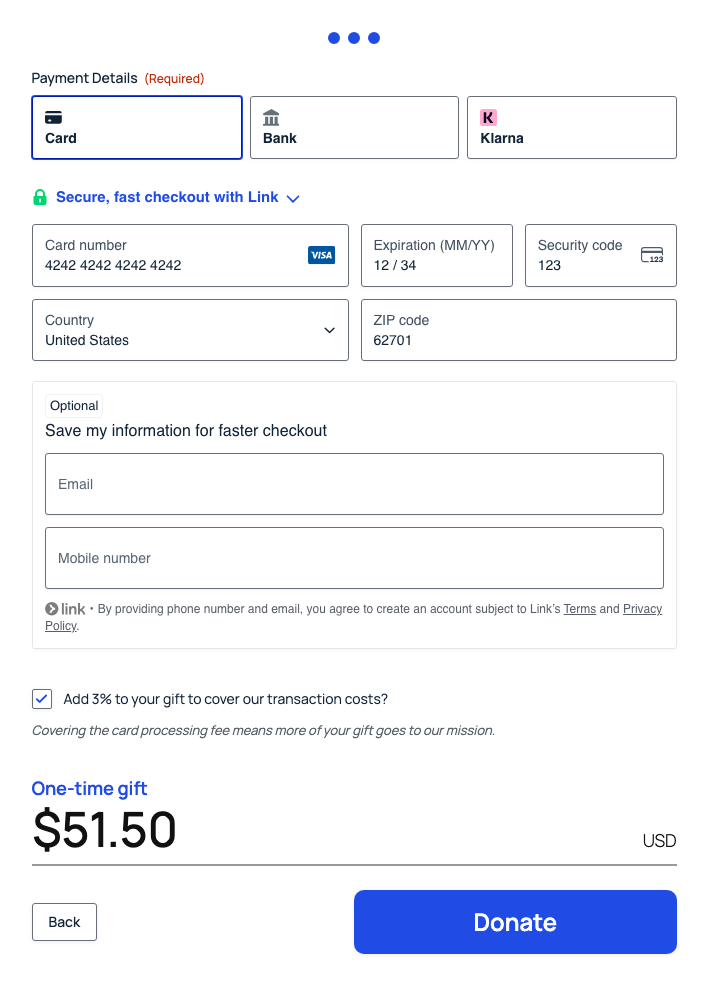 Payment Details (Required)
Card
Bank
K
Klarna
Secure, fast checkout with Link
Card number
4242 4242 4242 4242
VISA
Expiration (MM/YY)
12 / 34
Security code
123
123
Country
United States
ZIP code
62701
Optional
Save my information for faster checkout
Email
Mobile number
link • By providing phone number and email, you agree to create an account subject to Link's Terms and Privacy
Policy.
Add 3% to your gift to cover our transaction costs?
Covering the card processing fee means more of your gift goes to our mission.
One-time gift
$51.50
USD
Back
Donate